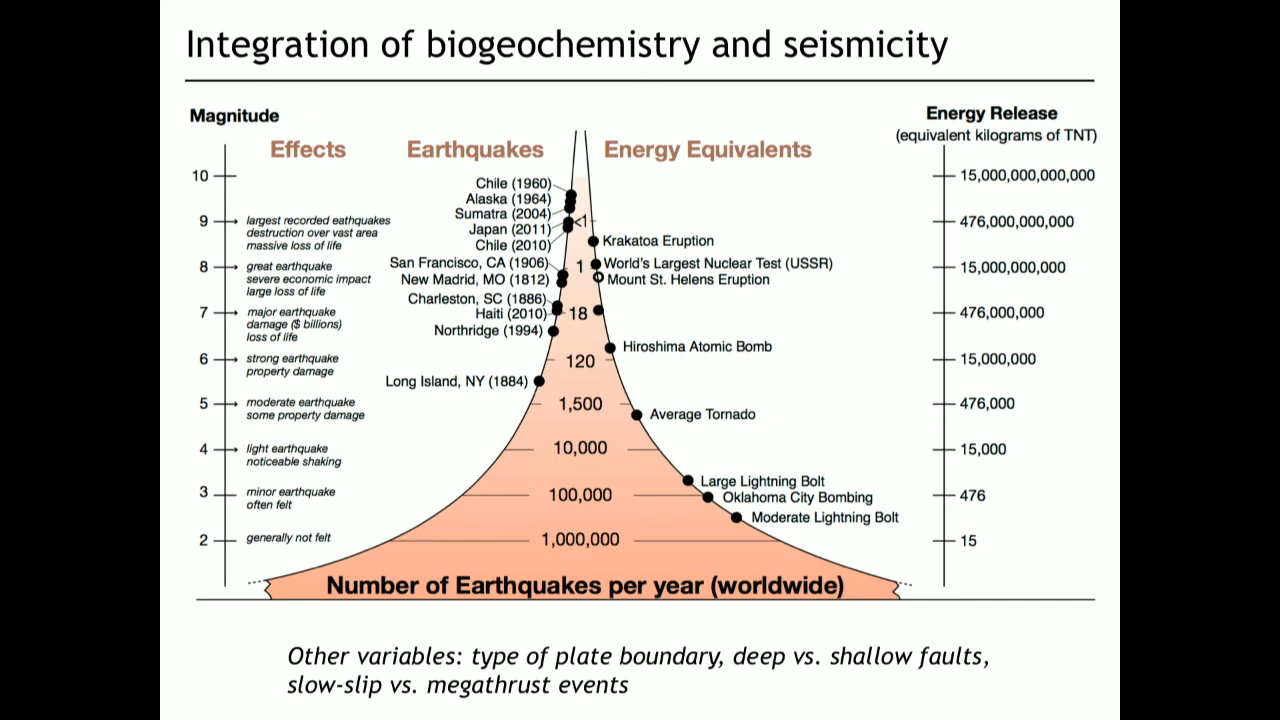 Integration of biogeochemistry and seismicity
Magnitude
Effects
Earthquakes
Energy Equivalents
Energy Release
(equivalent kilograms of TNT)
10
9
8
7
6
5
4
3
2
largest recorded eathquakes
destruction over vast area
massive loss of life
great earthquake
severe economic impact
large loss of life
major earthquake
damage ($ billions)
loss of life
strong earthquake
property damage
moderate earthquake
some property damage
light earthquake
noticeable shaking
minor earthquake
often felt
generally not felt
Chile (1960)
Alaska (1964)
Sumatra (2004)
Japan (2011)
Chile (2010)
San Francisco, CA (1906)
New Madrid, MO (1812)
Charleston, SC (1886)
Haiti (2010)
Northridge (1994)
Long Island, NY (1884)
<1
1
18
120
1,500
10,000
100,000
1,000,000
Krakatoa Eruption
World's Largest Nuclear Test (USSR)
Mount St. Helens Eruption
Hiroshima Atomic Bomb
Average Tornado
Large Lightning Bolt
Oklahoma City Bombing
Moderate Lightning Bolt
15,000,000,000,000
476,000,000,000
15,000,000,000
476,000,000
15,000,000
476,000
15,000
476
15
Number of Earthquakes per year (worldwide)
Other variables: type of plate boundary, deep vs. shallow faults,
slow-slip vs. megathrust events